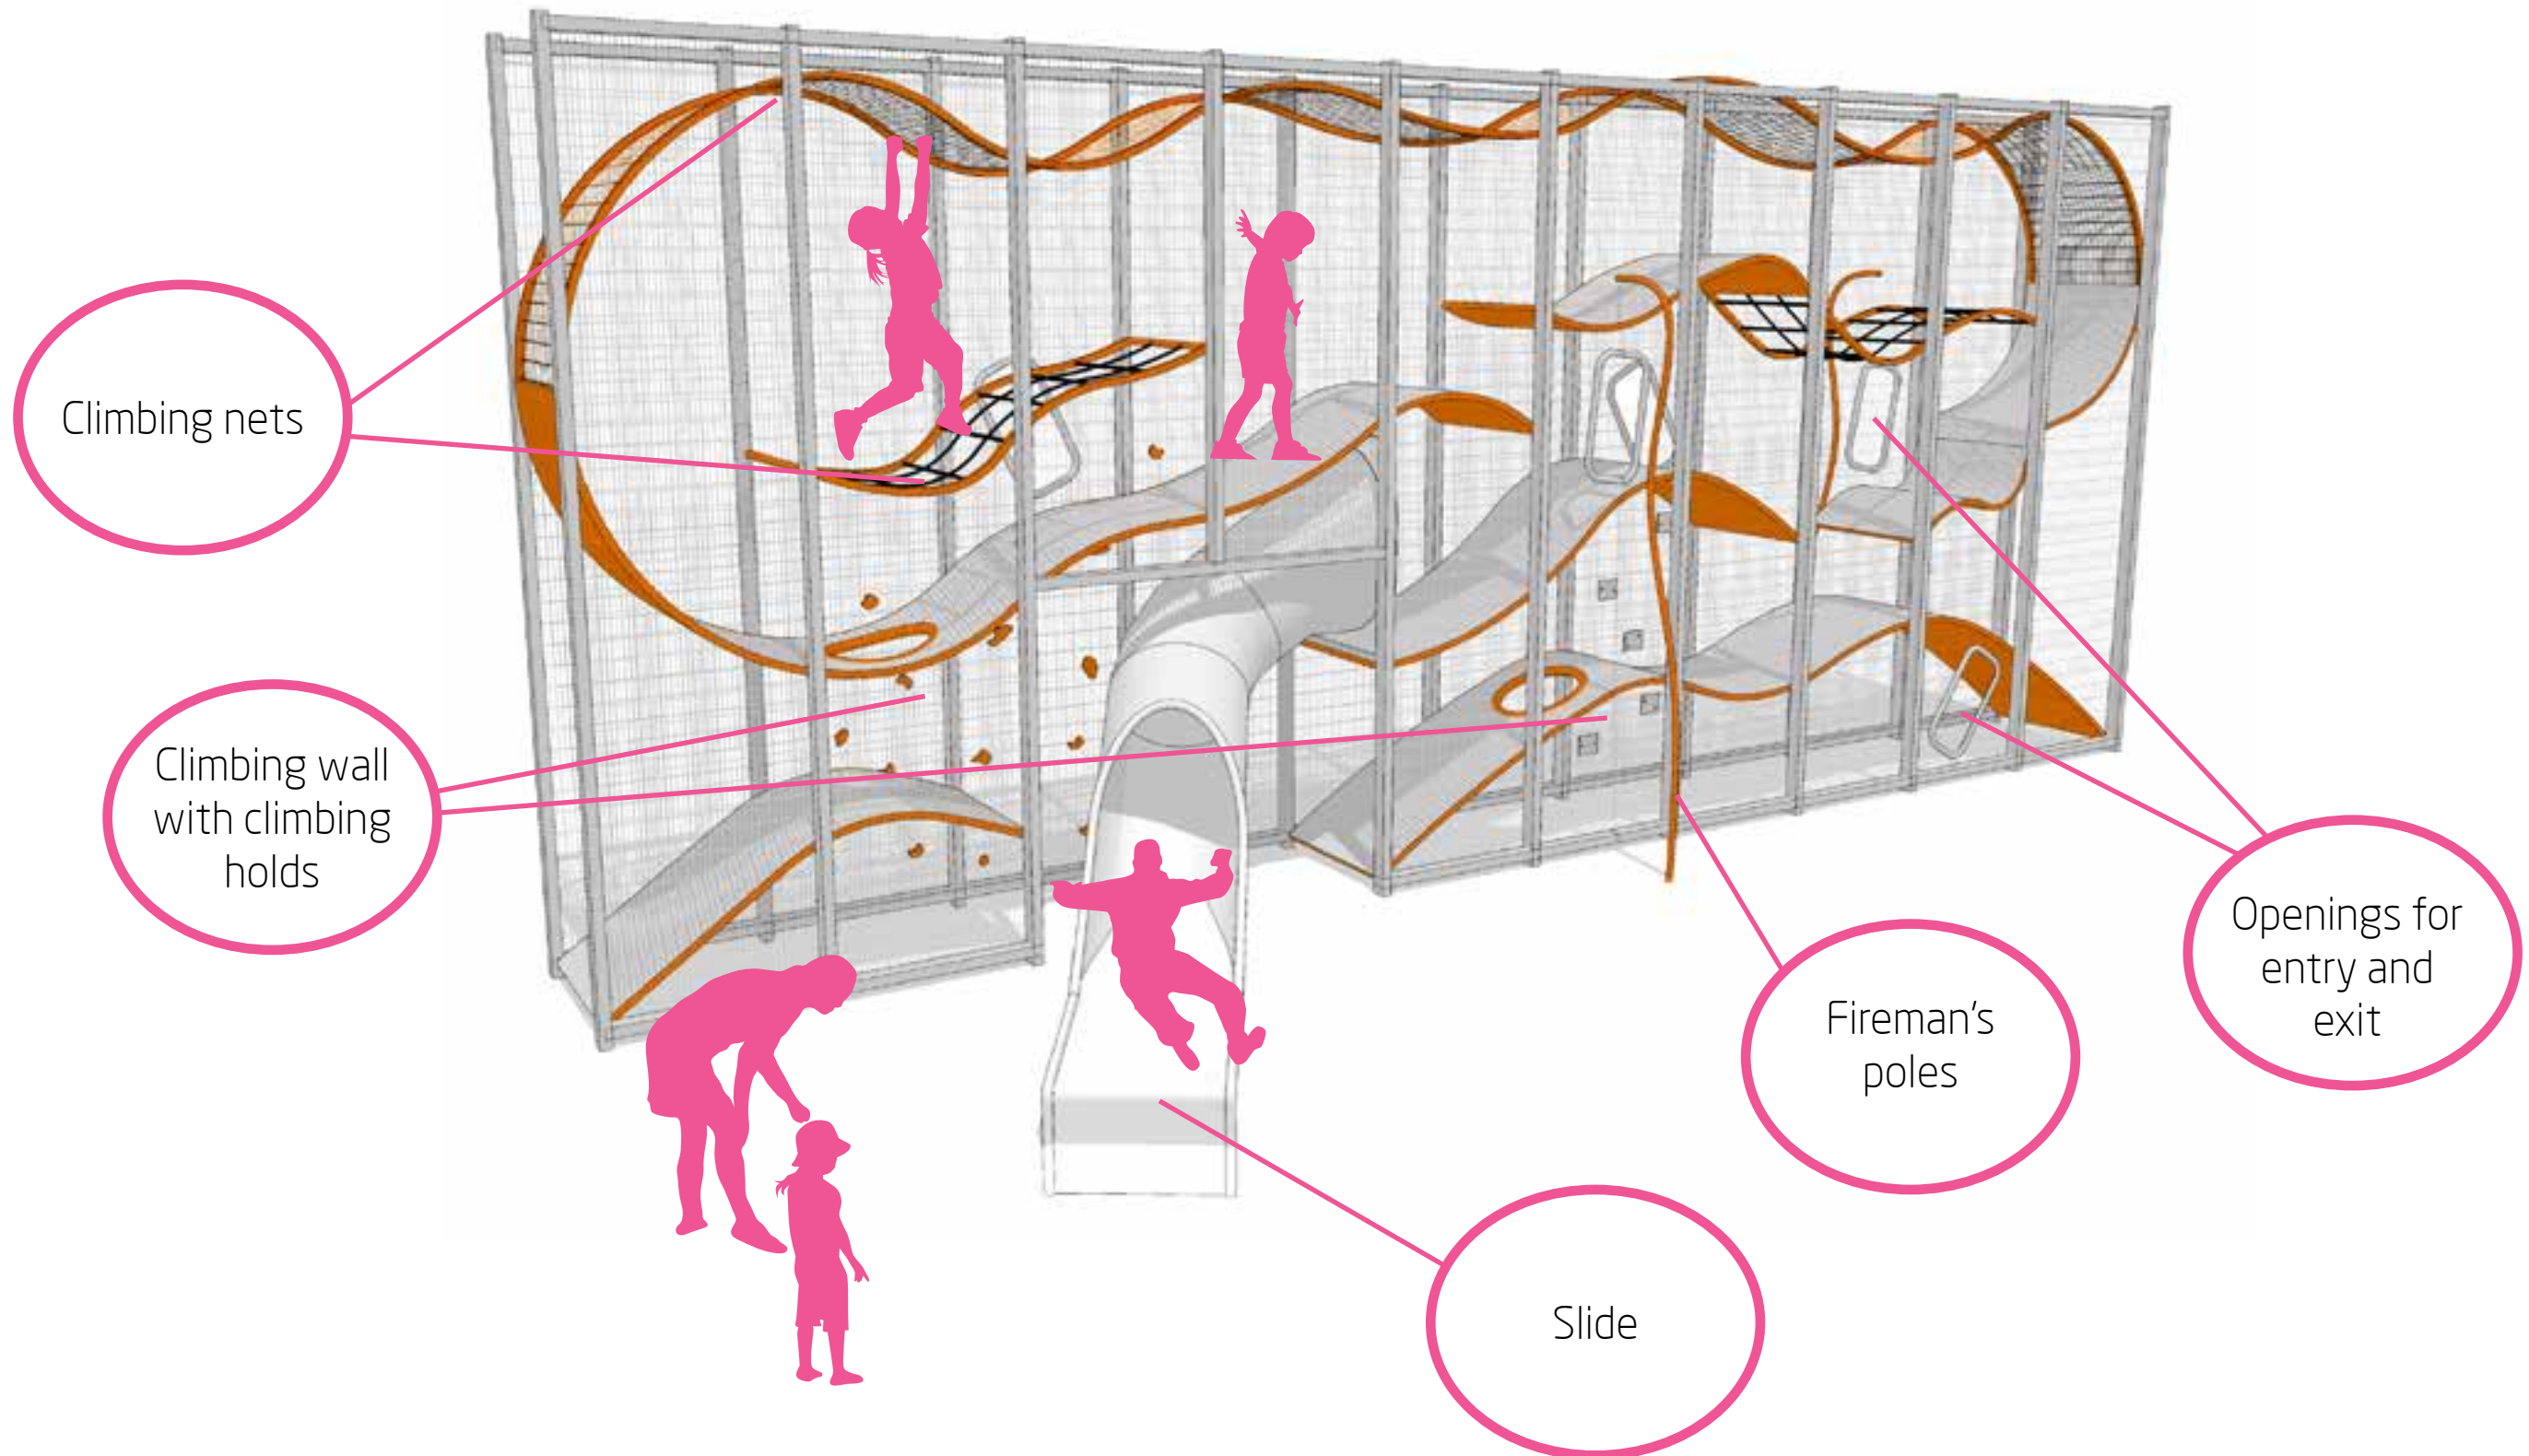 Climbing nets
Climbing wall
with climbing
holds
Openings for
entry and
exit
Fireman's
poles
Slide